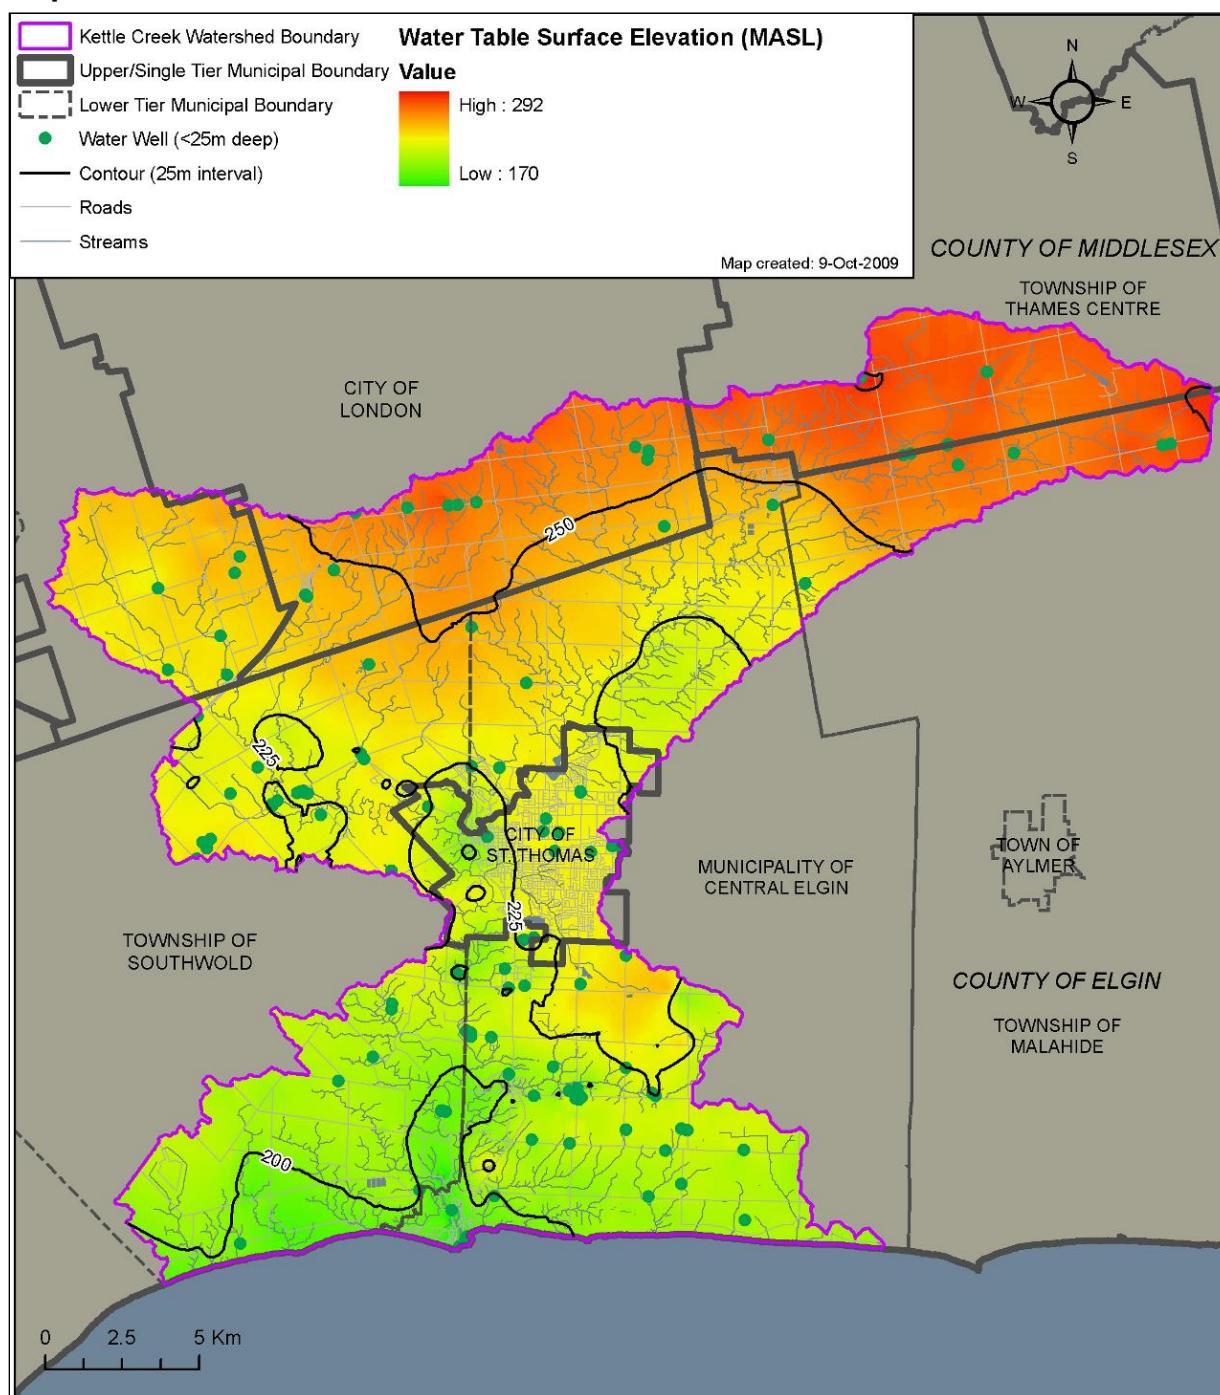 Kettle Creek Watershed Boundary
Upper/Single Tier Municipal Boundary
Lower Tier Municipal Boundary
Water Well (<25m deep)
Contour (25m interval)
Roads
Streams
Water Table Surface Elevation (MASL)
Value
High : 292
Low : 170
Map created: 9-Oct-2009
N
W
E
S
COUNTY OF MIDDLESEX
TOWNSHIP OF
THAMES CENTRE
CITY OF
LONDON
250
225
CITY OF
ST. THOMAS
MUNICIPALITY OF
CENTRAL ELGIN
TOWN OF
AYLMER
225
TOWNSHIP OF
SOUTHWOLD
COUNTY OF ELGIN
TOWNSHIP OF
MALAHIDE
200
0 2.5 5 Km